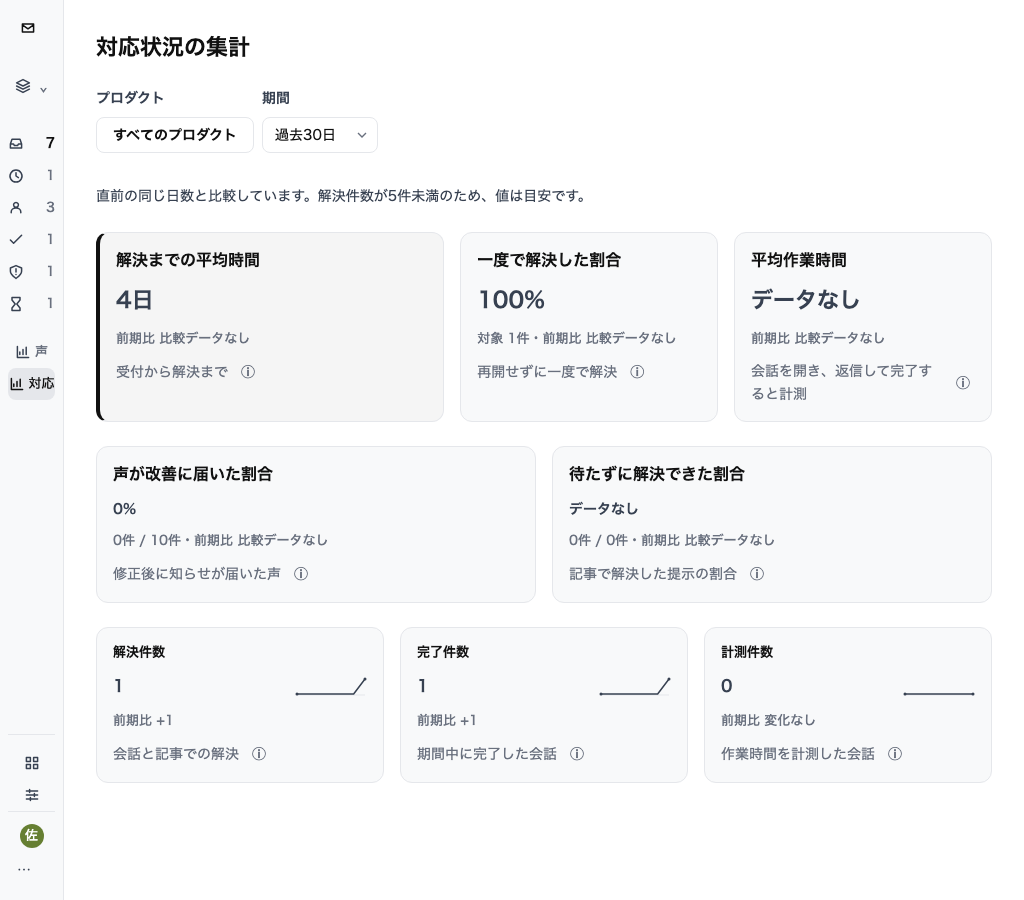 対応状況の集計
プロダクト
期間
すべてのプロダクト
過去30日
7
1
3
1
1
1
声
対応
直前の同じ日数と比較しています。解決件数が5件未満のため、値は目安です。
解決までの平均時間
4日
前期比 比較データなし
受付から解決まで
一度で解決した割合
100%
対象 1件・前期比 比較データなし
再開せずに一度で解決
平均作業時間
データなし
前期比 比較データなし
会話を開き、返信して完了す
ると計測
声が改善に届いた割合
0%
0件 / 10件・前期比 比較データなし
修正後に知らせが届いた声
待たずに解決できた割合
データなし
0件 / 0件・前期比 比較データなし
記事で解決した提示の割合
解決件数
1
前期比 +1
会話と記事での解決
完了件数
1
前期比 +1
期間中に完了した会話
計測件数
0
前期比 変化なし
作業時間を計測した会話
佐
…